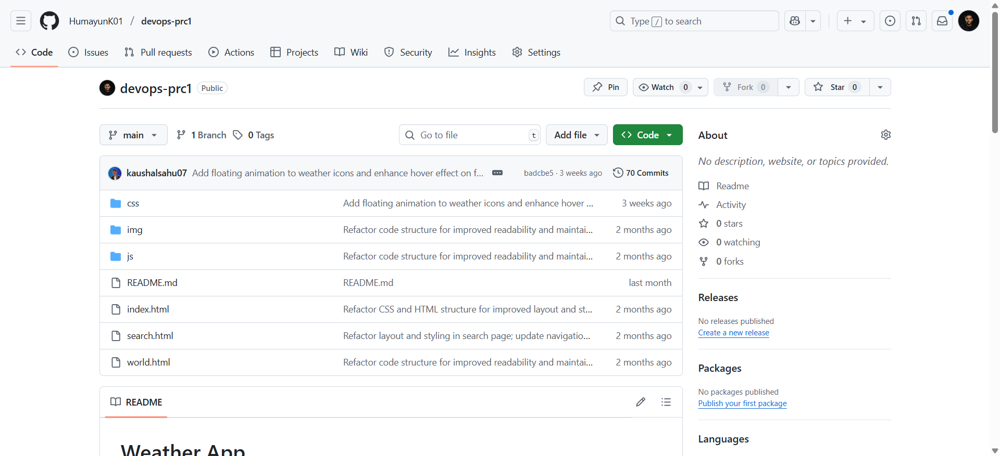 HumayunK01 / devops-prc1
Type / to search
Code
Issues
Pull requests
Actions
Projects
Wiki
Security
Insights
Settings
devops-prc1 Public
Pin
Watch 0
Fork 0
Star 0
main
1 Branch
0 Tags
Go to file t
Add file
Code
kaushalsahu07 Add floating animation to weather icons and enhance hover effect on f... badcbe5 · 3 weeks ago 70 Commits
css Add floating animation to weather icons and enhance hover ... 3 weeks ago
img Refactor code structure for improved readability and maintai... 2 months ago
js Refactor code structure for improved readability and maintai... 2 months ago
README.md README.md last month
index.html Refactor CSS and HTML structure for improved layout and st... 2 months ago
search.html Refactor layout and styling in search page; update navigatio... 2 months ago
world.html Refactor code structure for improved readability and maintai... 2 months ago
README
Weather App
About
No description, website, or topics provided.
Readme
Activity
0 stars
0 watching
0 forks
Releases
No releases published
Create a new release
Packages
No packages published
Publish your first package
Languages